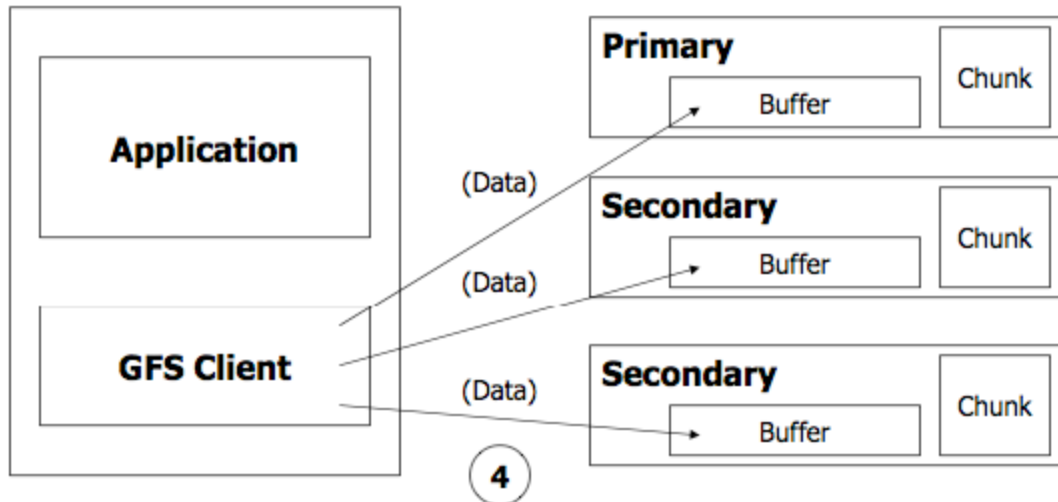 Application
GFS Client
(Data)
(Data)
(Data)
4
Primary
Buffer
Chunk
Secondary
Buffer
Chunk
Secondary
Buffer
Chunk